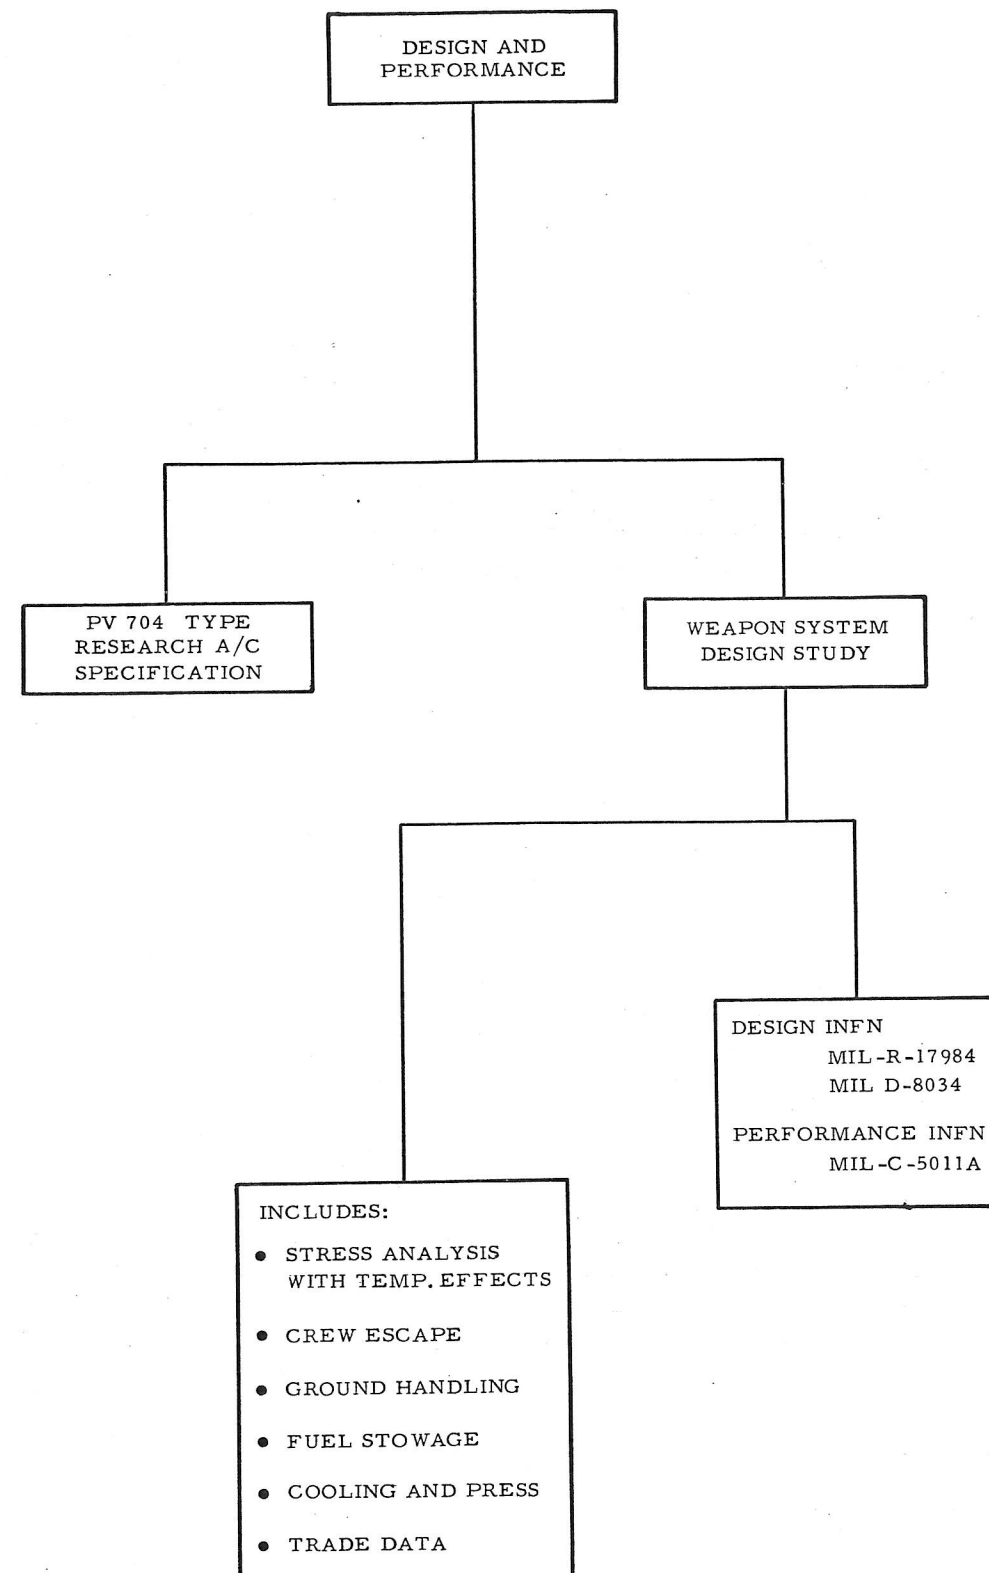 DESIGN AND
PERFORMANCE
PV 704 TYPE
RESEARCH A/C
SPECIFICATION
WEAPON SYSTEM
DESIGN STUDY
DESIGN INFN
MIL-R-17984
MIL D-8034
PERFORMANCE INFN
MIL-C-5011A
INCLUDES:
• STRESS ANALYSIS
WITH TEMP. EFFECTS
• CREW ESCAPE
• GROUND HANDLING
• FUEL STOWAGE
• COOLING AND PRESS
• TRADE DATA